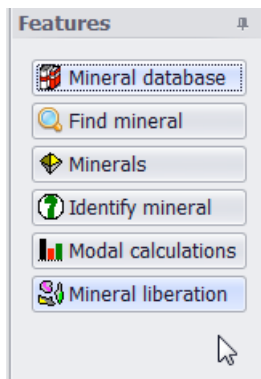 Features
Mineral database
Find mineral
Minerals
Identify mineral
Modal calculations
Mineral liberation